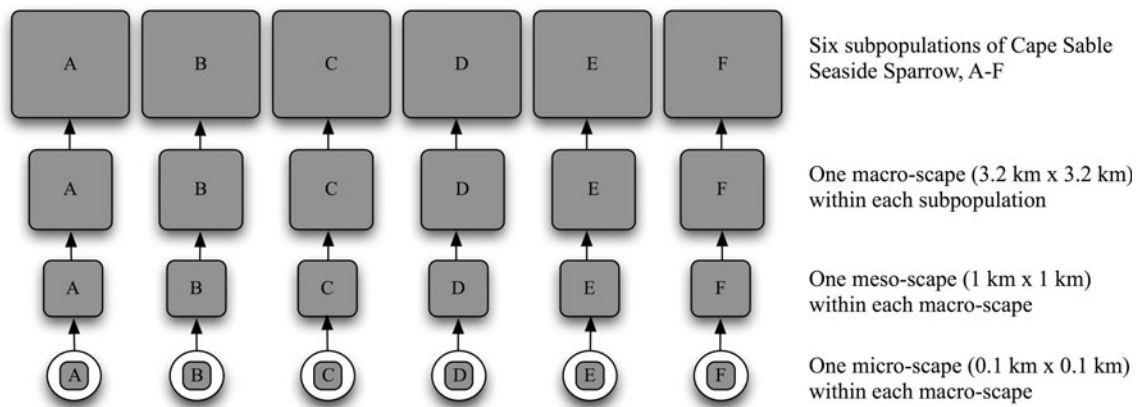 A B C D E F
Six subpopulations of Cape Sable
Seaside Sparrow, A-F
A B C D E F
One macro-scape (3.2 km x 3.2 km)
within each subpopulation
A B C D E F
One meso-scape (1 km x 1 km)
within each macro-scape
A B C D E F
One micro-scape (0.1 km x 0.1 km)
within each macro-scape